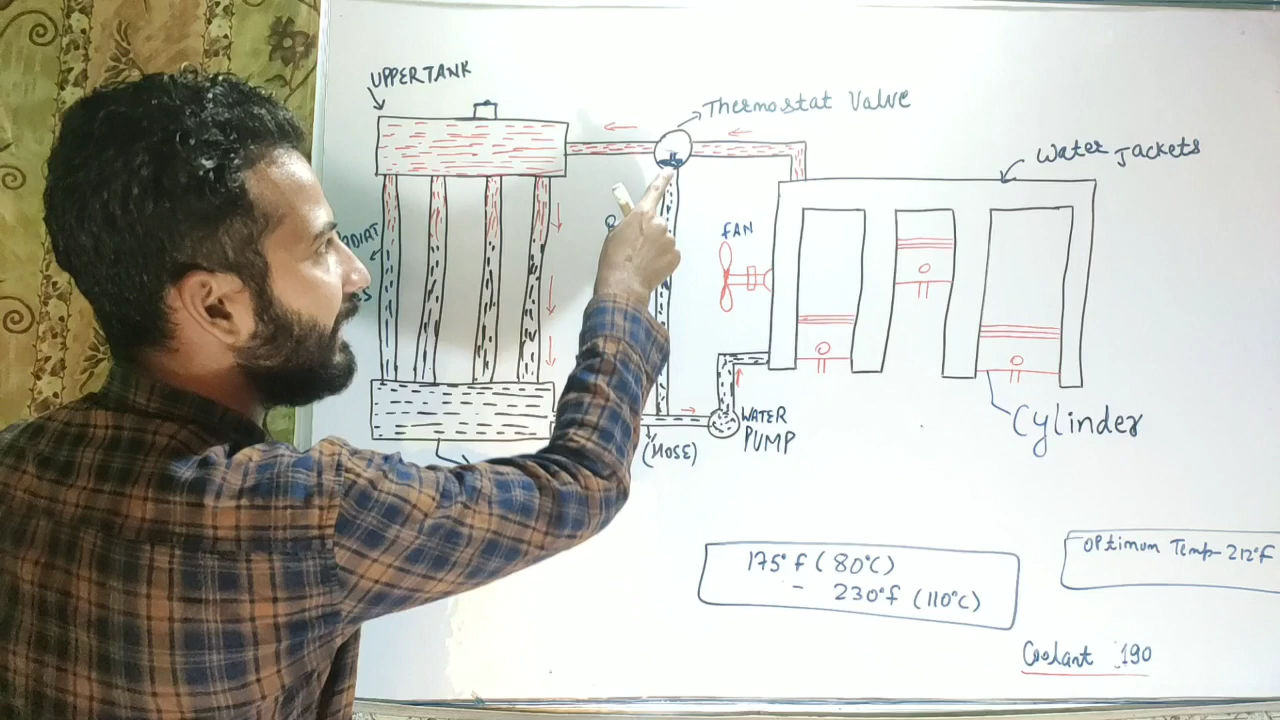 UPPERTANK
Thermostat Valve
Water Jackets
FAN
WATER
PUMP
(HOSE)
Cylinder
175°f (80°C)
- 230°f (110°C)
OPtimum Temp-212°F
Coolant 190